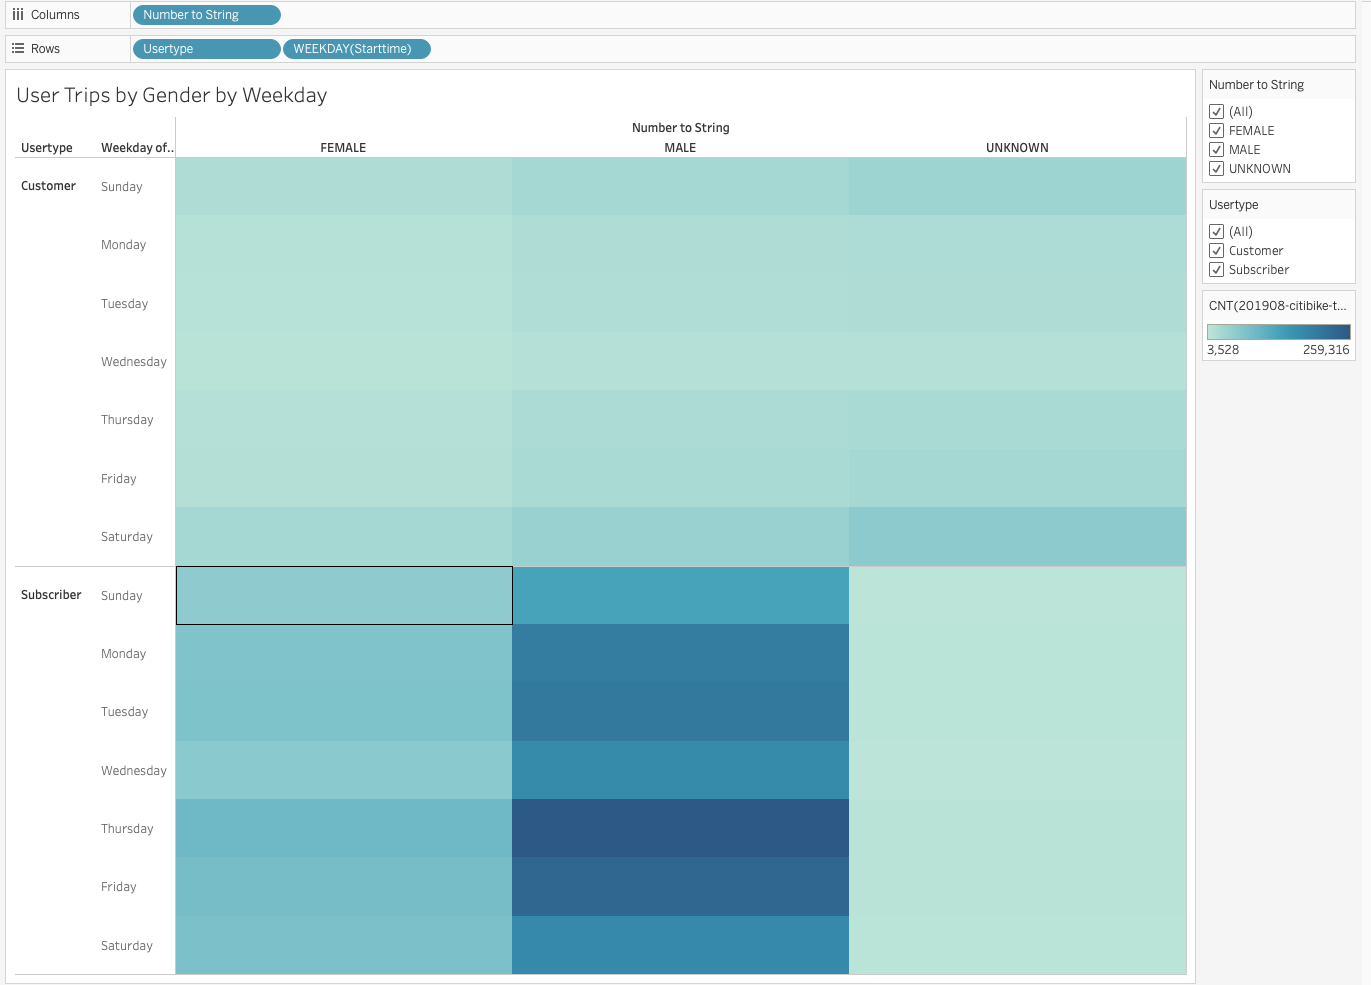 Columns
Number to String
Rows
Usertype
WEEKDAY(Starttime)
User Trips by Gender by Weekday
Number to String
Usertype
Weekday of..
FEMALE
MALE
UNKNOWN
Customer
Sunday
Monday
Tuesday
Wednesday
Thursday
Friday
Saturday
Subscriber
Sunday
Monday
Tuesday
Wednesday
Thursday
Friday
Saturday
Number to String
(All)
FEMALE
MALE
UNKNOWN
Usertype
(All)
Customer
Subscriber
CNT(201908-citibike-t...
3,528
259,316